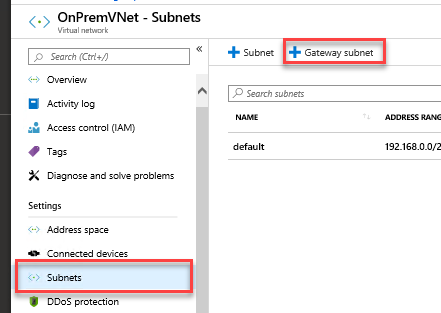 OnPremVNet - Subnets
Virtual network
Search (Ctrl+/)
«
Overview
Activity log
Access control (IAM)
Tags
Diagnose and solve problems
Settings
Address space
Connected devices
Subnets
DDoS protection
+ Subnet
+ Gateway subnet
Search subnets
NAME
ADDRESS RANG
default
192.168.0.0/2